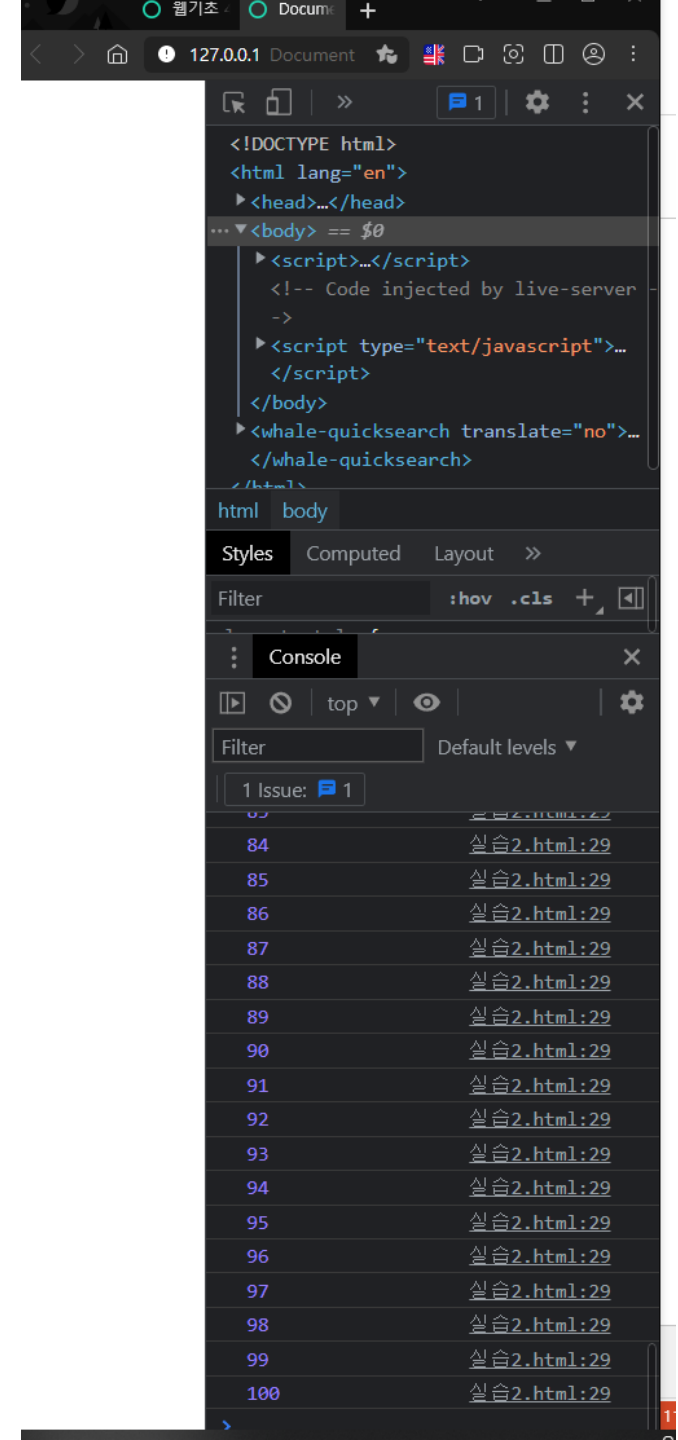 웹기초
Docume
127.0.0.1 Document
1
<!DOCTYPE html>
<html lang="en">
<head>…</head>
<body> == $0
<script>…</script>
<!-- Code injected by live-server -
->
<script type="text/javascript">…
</script>
</body>
<whale-quicksearch translate="no">…
</whale-quicksearch>
</html>
html body
Styles Computed Layout
Filter :hov .cls
Console
top
Filter Default levels
1 Issue: 1
84 실습2.html:29
85 실습2.html:29
86 실습2.html:29
87 실습2.html:29
88 실습2.html:29
89 실습2.html:29
90 실습2.html:29
91 실습2.html:29
92 실습2.html:29
93 실습2.html:29
94 실습2.html:29
95 실습2.html:29
96 실습2.html:29
97 실습2.html:29
98 실습2.html:29
99 실습2.html:29
100 실습2.html:29